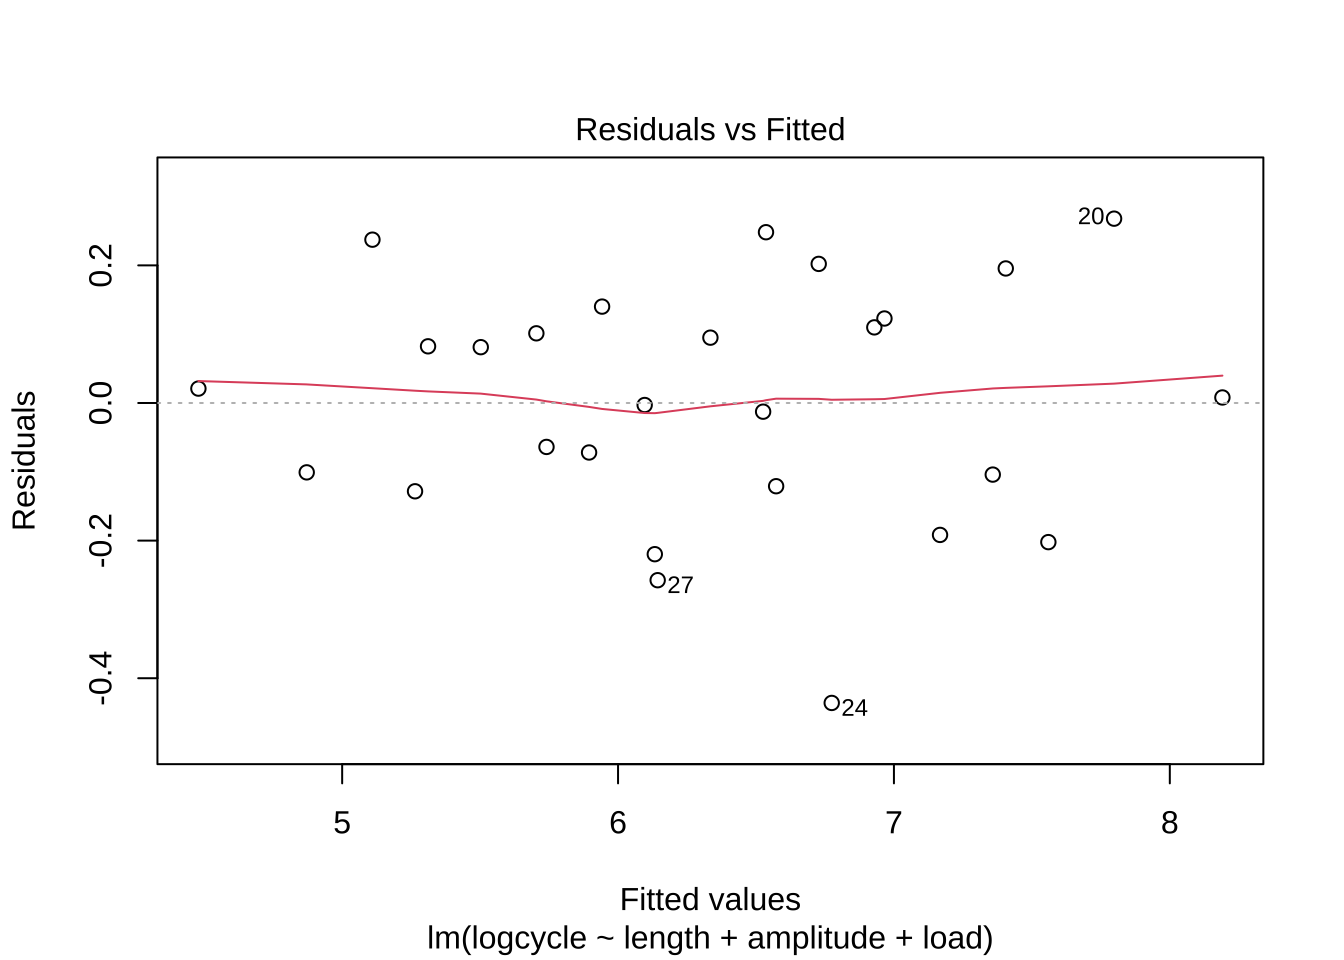 Residuals vs Fitted
Residuals
0.2
0.0
-0.2
-0.4
20
27
24
5 6 7 8
Fitted values
lm(logcycle ~ length + amplitude + load)